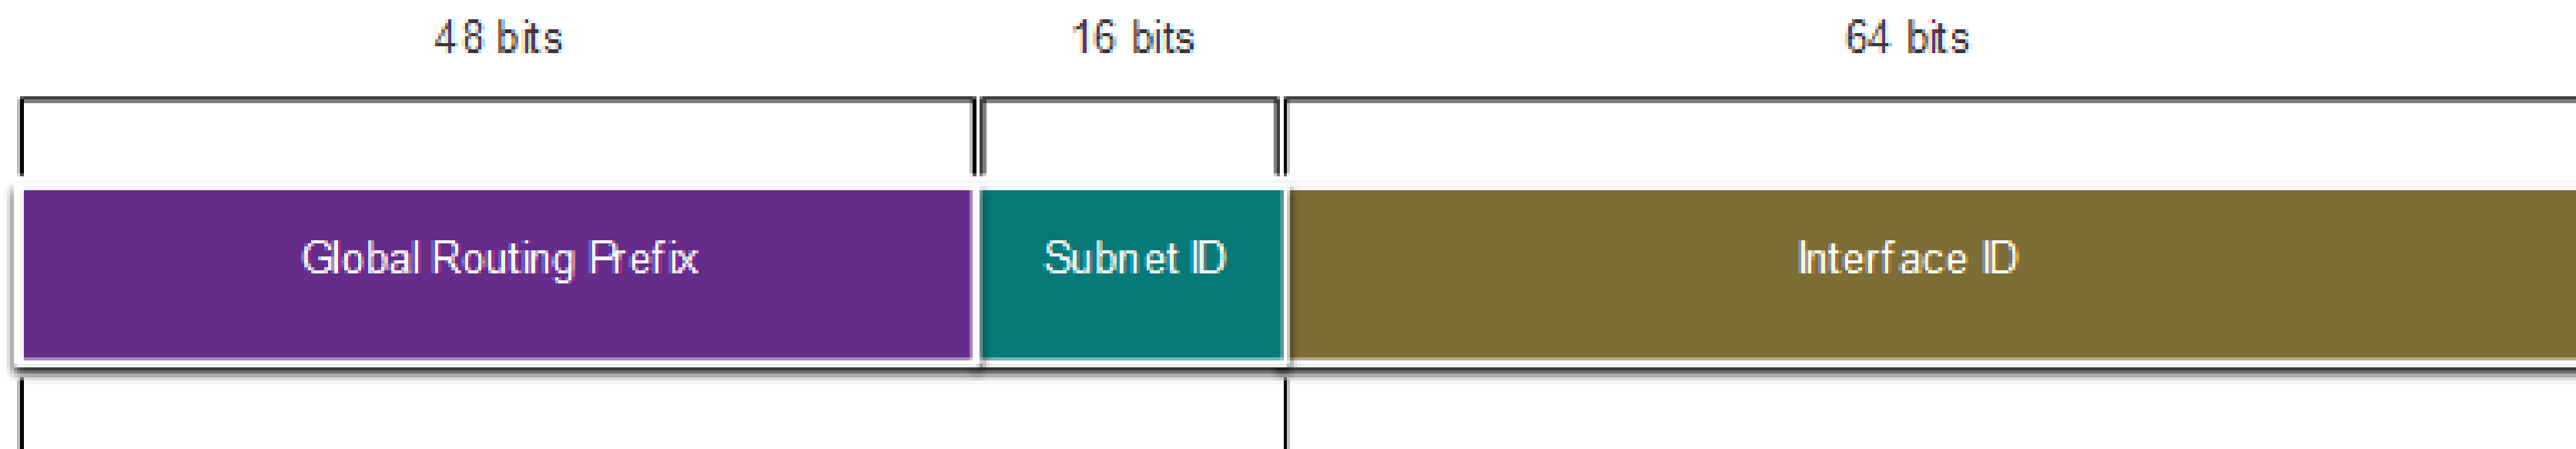 48 bits 16 bits 64 bits
Global Routing Prefix Subnet ID Interface ID